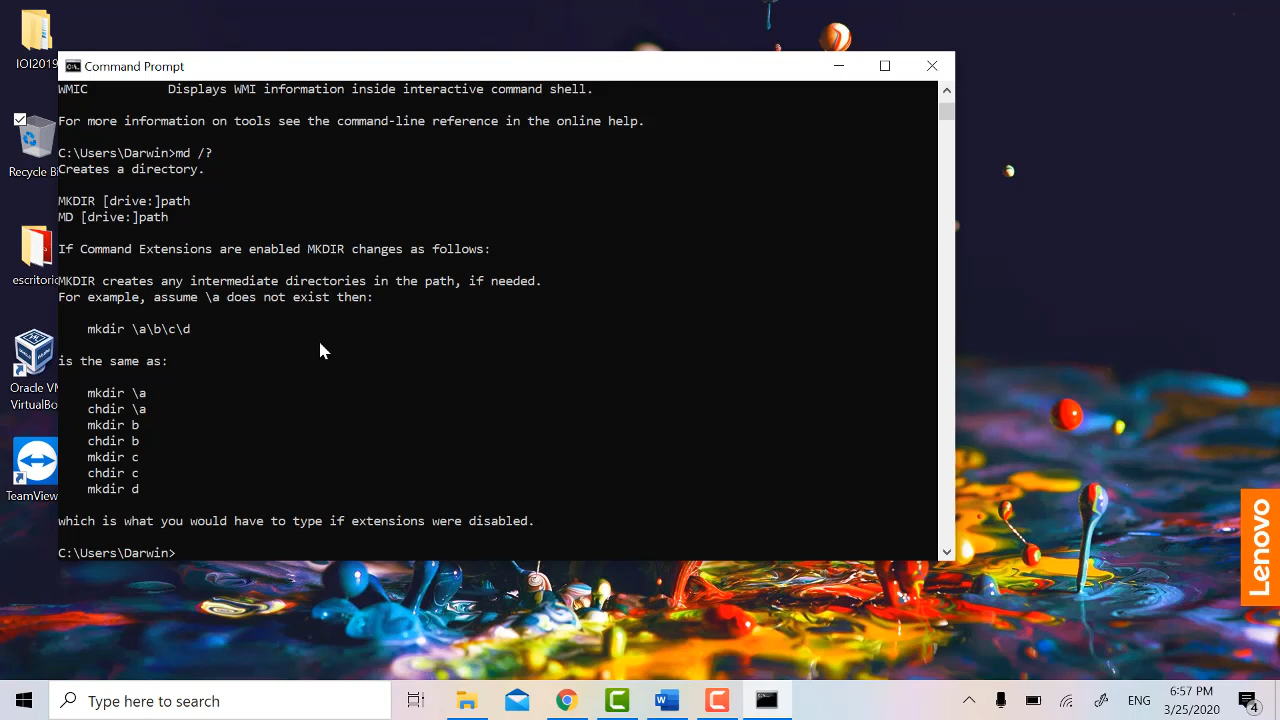 IOI2019
Recycle Bi
escritoric
Oracle VM
VirtualBo
TeamView
Command Prompt
WMIC Displays WMI information inside interactive command shell.
For more information on tools see the command-line reference in the online help.
C:\Users\Darwin>md /?
Creates a directory.
MKDIR [drive:]path
MD [drive:]path
If Command Extensions are enabled MKDIR changes as follows:
MKDIR creates any intermediate directories in the path, if needed.
For example, assume \a does not exist then:
mkdir \a\b\c\d
is the same as:
mkdir \a
chdir \a
mkdir b
chdir b
mkdir c
chdir c
mkdir d
which is what you would have to type if extensions were disabled.
C:\Users\Darwin>
Lenovo
Type here to search
ENG
6:57 PM
3/25/2020
4